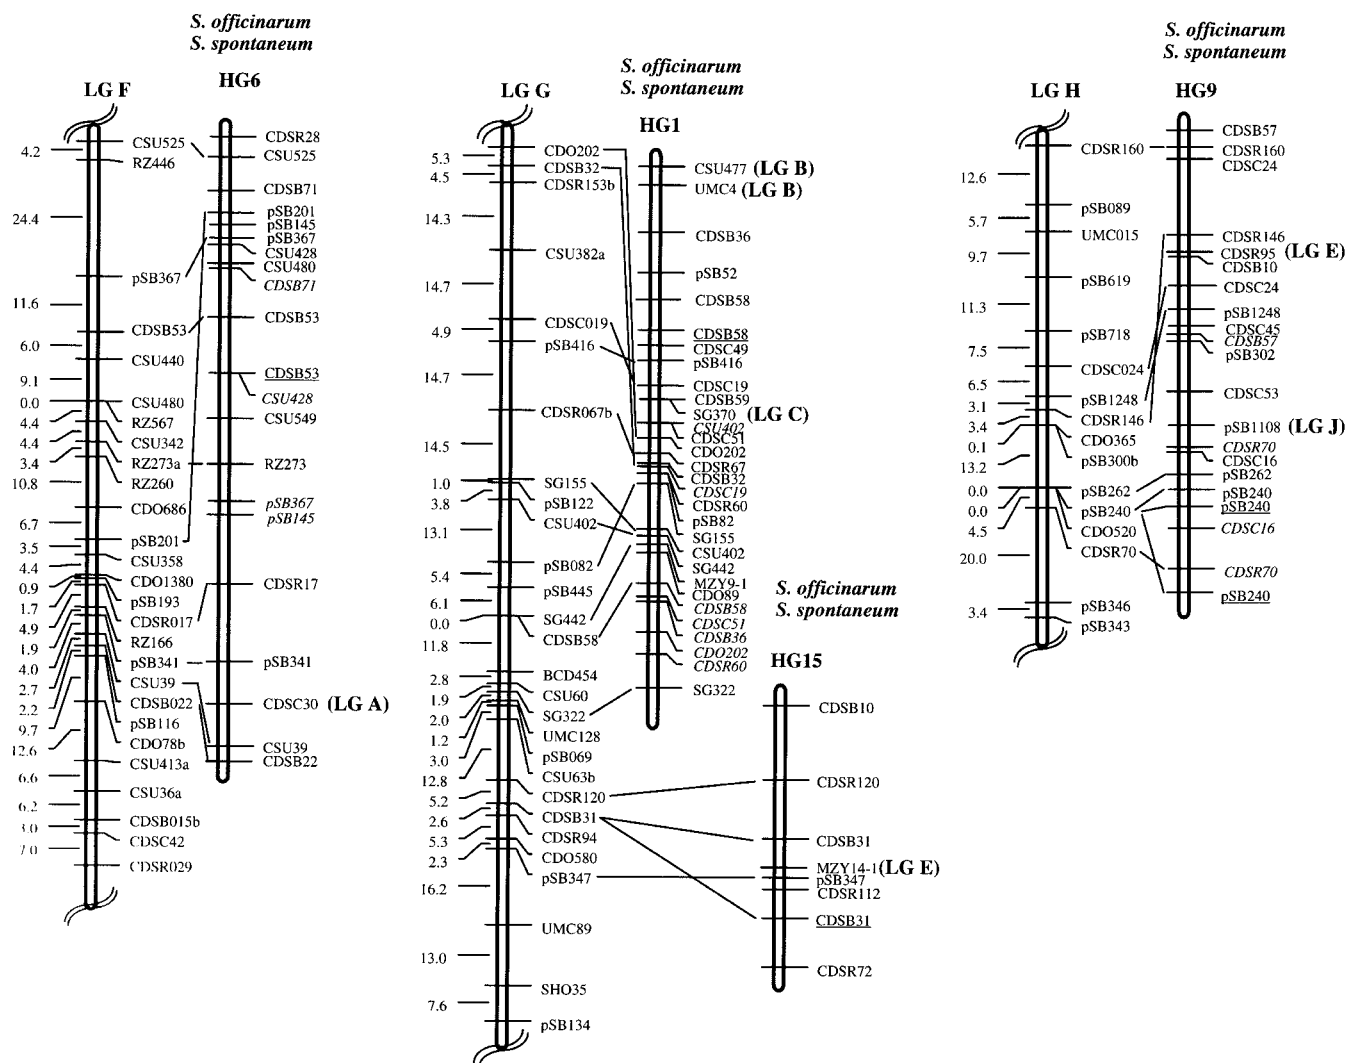 S. officinarum
S. spontaneum
LG F
HG6
4.2
24.4
11.6
6.0
9.1
0.0
4.4
4.4
3.4
10.8
6.7
3.5
4.4
0.9
1.7
4.9
1.9
4.0
2.7
2.2
9.7
12.6
6.6
6.2
3.0
7.0
CSU525
RZ446
pSB367
CDSB53
CSU440
CSU480
RZ567
CSU342
RZ273a
RZ260
CDO686
pSB201
CSU358
CDO1380
pSB193
CDSR017
RZ166
pSB341
CSU39
CDSB022
pSB116
CDO78b
CSU413a
CSU36a
CDSB015b
CDSC42
CDSR029
CDSR28
CSU525
CDSB71
pSB201
pSB145
pSB367
CSU428
CSU480
CDSB71
CDSB53
CDSB53
CSU428
CSU549
RZ273
pSB367
pSB145
CDSR17
pSB341
CDSC30 (LG A)
CSU39
CDSB22
S. officinarum
S. spontaneum
LG G
HG1
5.3
4.5
14.3
14.7
4.9
14.7
14.5
1.0
3.8
13.1
5.4
6.1
0.0
11.8
2.8
1.9
2.0
1.2
3.0
12.8
5.2
2.6
5.3
2.3
16.2
13.0
7.6
CDO202
CDSB32
CDSR153b
CSU382a
CDSC019
pSB416
CDSR067b
SG155
pSB122
CSU402
pSB082
pSB445
SG442
CDSB58
BCD454
CSU60
SG322
UMC128
pSB069
CSU63b
CDSR120
CDSB31
CDSR94
CDO580
pSB347
UMC89
SHO35
pSB134
CSU477 (LG B)
UMC4 (LG B)
CDSB36
pSB52
CDSB58
CDSB58
CDSC49
pSB416
CDSC19
CDSB59
SG370 (LG C)
CSU402
CDSC51
CDO202
CDSR67
CDSB32
CDSC19
CDSR60
pSB82
SG155
CSU402
SG442
MZY9-1
CDO89
CDSB58
CDSC51
CDSB36
CDO202
CDSR60
SG322
S. officinarum
S. spontaneum
HG15
CDSB10
CDSR120
CDSB31
MZY14-1 (LG E)
pSB347
CDSR112
CDSB31
CDSR72
S. officinarum
S. spontaneum
LG H
HG9
12.6
5.7
9.7
11.3
7.5
6.5
3.1
3.4
0.1
13.2
0.0
0.0
4.5
20.0
3.4
CDSR160
pSB089
UMC015
pSB619
pSB718
CDSC024
pSB1248
CDSR146
CDO365
pSB300b
pSB262
pSB240
CDO520
CDSR70
pSB346
pSB343
CDSB57
CDSR160
CDSC24
CDSR146
CDSR95 (LG E)
CDSB10
CDSC24
pSB1248
CDSC45
CDSB57
pSB302
CDSC53
pSB1108 (LG J)
CDSR70
CDSC16
pSB262
pSB240
pSB240
CDSC16
CDSR70
pSB240